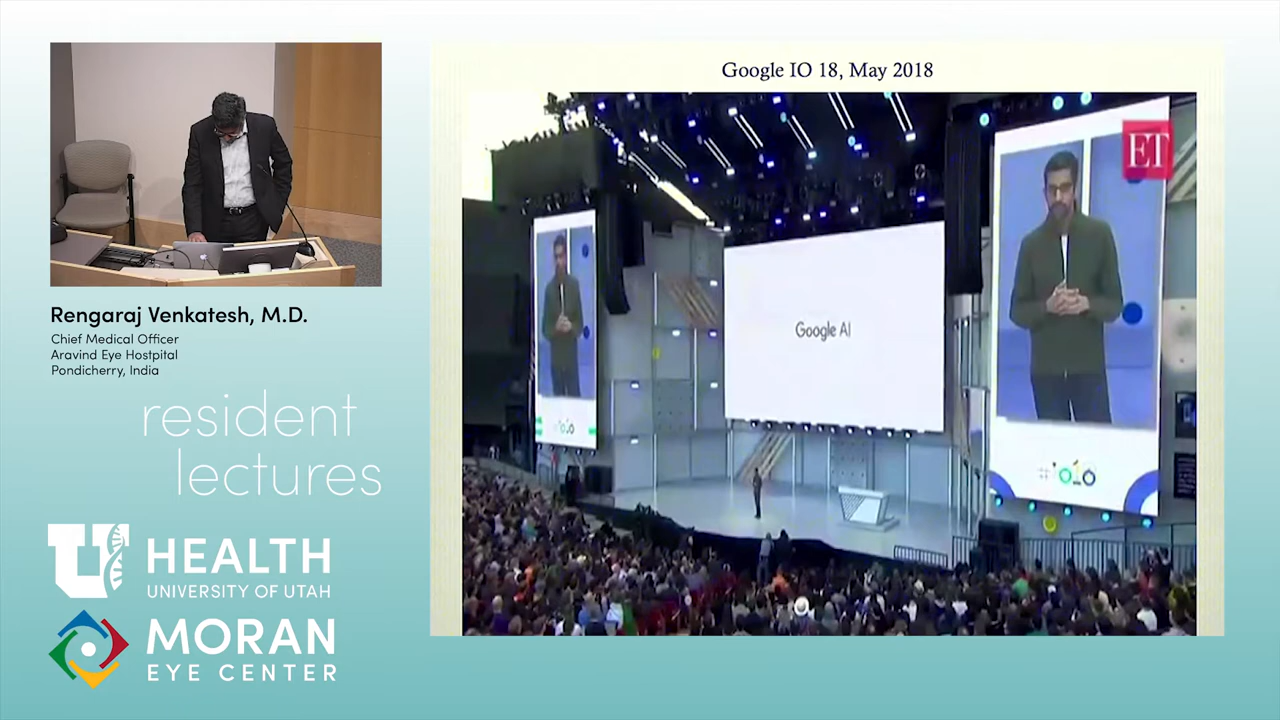 Google IO 18, May 2018
ET
Google AI
#io18
Rengaraj Venkatesh, M.D.
Chief Medical Officer
Aravind Eye Hostpital
Pondicherry, India
resident
lectures
U HEALTH
UNIVERSITY OF UTAH
MORAN
EYE CENTER